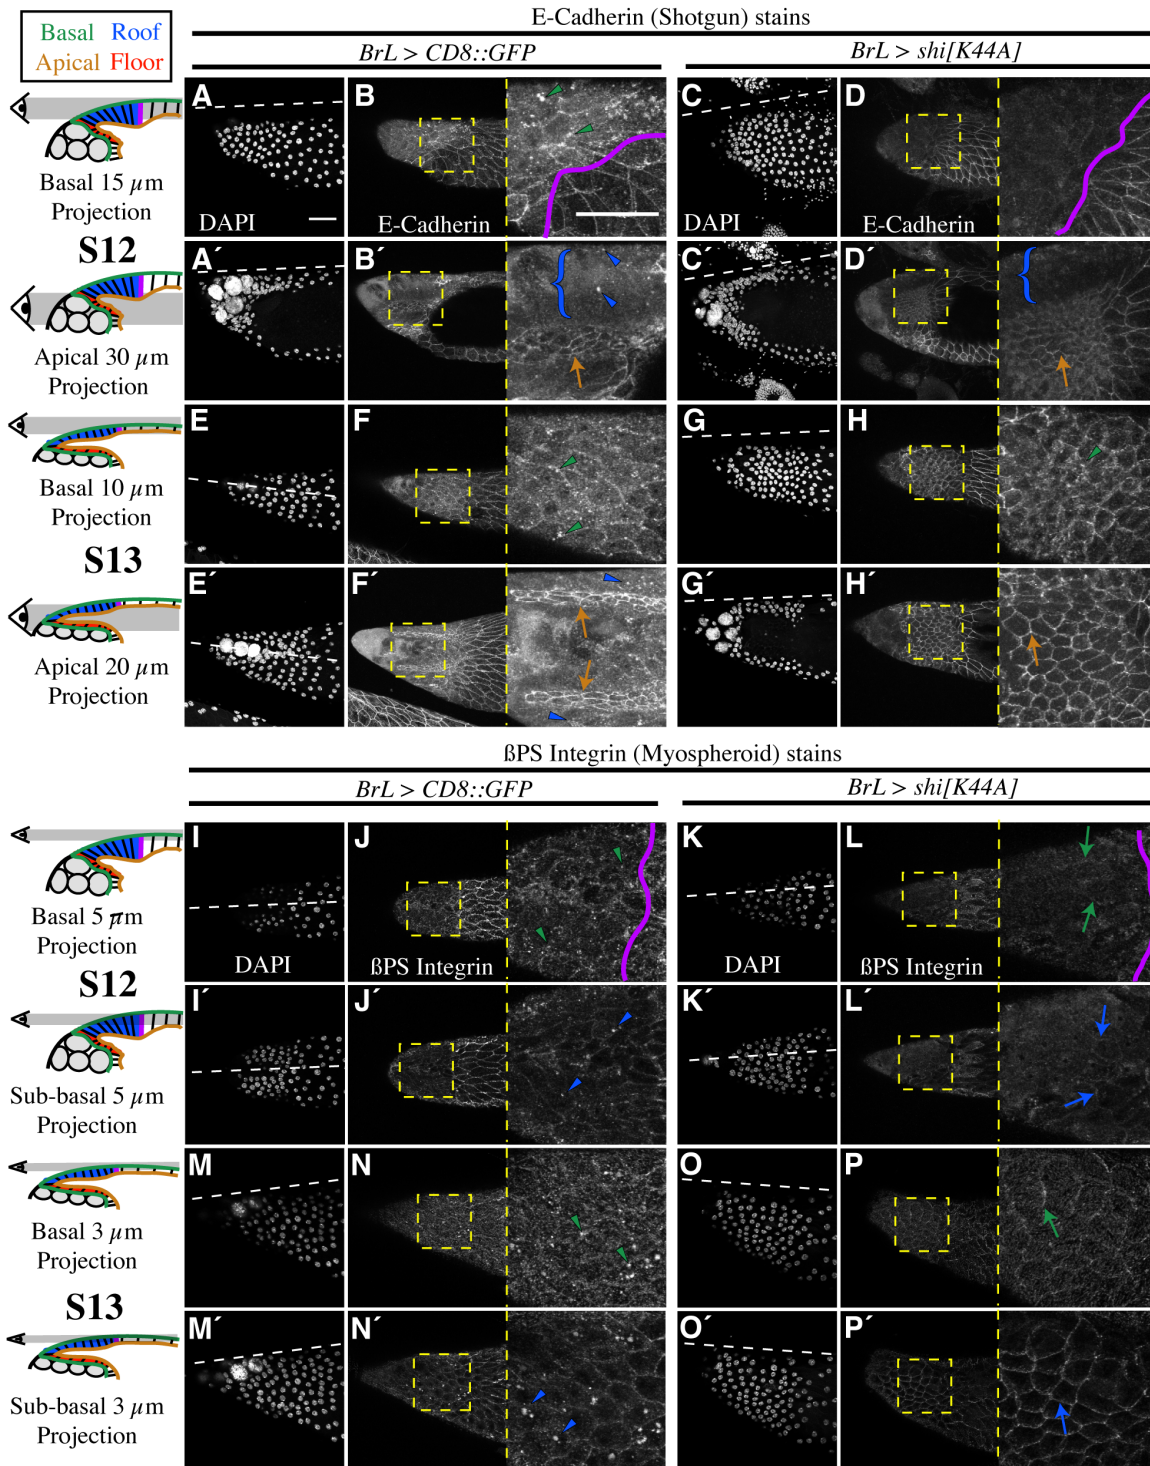 E-Cadherin (Shotgun) stains
Basal Roof
Apical Floor
BrL > CD8::GFP
BrL > shi[K44A]
A
B
C
D
DAPI
E-Cadherin
DAPI
E-Cadherin
Basal 15 µm
Projection
S12
A´
B´
C´
D´
Apical 30 µm
Projection
E
F
G
H
Basal 10 µm
Projection
S13
E´
F´
G´
H´
Apical 20 µm
Projection
ßPS Integrin (Myospheroid) stains
BrL > CD8::GFP
BrL > shi[K44A]
I
J
K
L
DAPI
ßPS Integrin
DAPI
ßPS Integrin
Basal 5 µm
Projection
S12
I´
J´
K´
L´
Sub-basal 5 µm
Projection
M
N
O
P
Basal 3 µm
Projection
S13
M´
N´
O´
P´
Sub-basal 3 µm
Projection